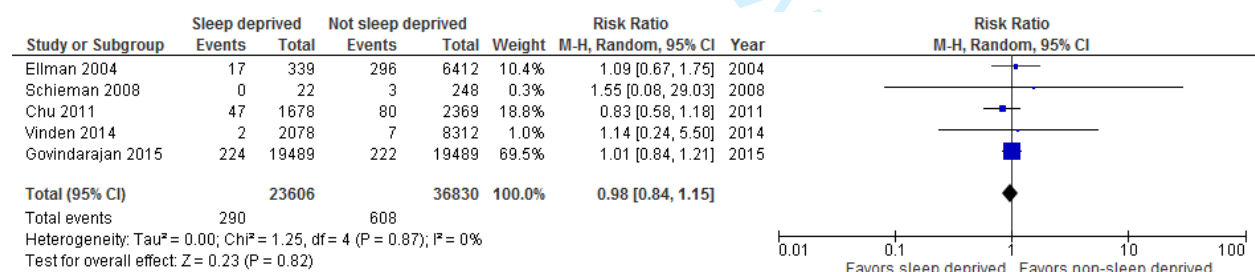 Sleep deprived Not sleep deprived Risk Ratio Risk Ratio
Study or Subgroup Events Total Events Total Weight M-H, Random, 95% CI Year M-H, Random, 95% CI
Ellman 2004 17 339 296 6412 10.4% 1.09 [0.67, 1.75] 2004
Schieman 2008 0 22 3 248 0.3% 1.55 [0.08, 29.03] 2008
Chu 2011 47 1678 80 2369 18.8% 0.83 [0.58, 1.18] 2011
Vinden 2014 2 2078 7 8312 1.0% 1.14 [0.24, 5.50] 2014
Govindarajan 2015 224 19489 222 19489 69.5% 1.01 [0.84, 1.21] 2015
Total (95% CI) 23606 36830 100.0% 0.98 [0.84, 1.15]
Total events 290 608
Heterogeneity: Tau² = 0.00; Chi² = 1.25, df = 4 (P = 0.87); I² = 0%
Test for overall effect: Z = 0.23 (P = 0.82)
0.01 0.1 1 10 100
Favors sleep deprived Favors non-sleep deprived